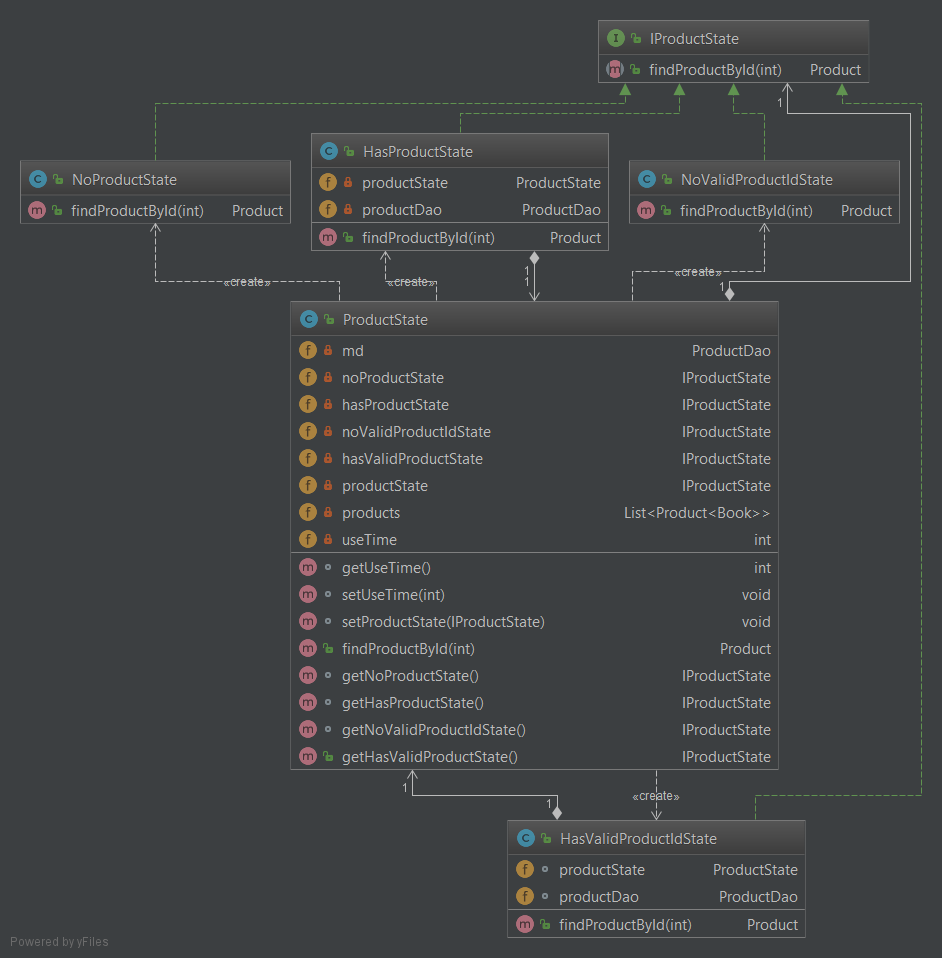 IProductState
findProductById(int) Product
1
NoProductState
findProductById(int) Product
HasProductState
productState ProductState
productDao ProductDao
findProductById(int) Product
NoValidProductIdState
findProductById(int) Product
«create»
«create»
1
1
«create»
1
ProductState
md ProductDao
noProductState IProductState
hasProductState IProductState
noValidProductIdState IProductState
hasValidProductState IProductState
productState IProductState
products List<Product<Book>>
useTime int
getUseTime() int
setUseTime(int) void
setProductState(IProductState) void
findProductById(int) Product
getNoProductState() IProductState
getHasProductState() IProductState
getNoValidProductIdState() IProductState
getHasValidProductState() IProductState
1
1
«create»
HasValidProductIdState
productState ProductState
productDao ProductDao
findProductById(int) Product
Powered by yFiles